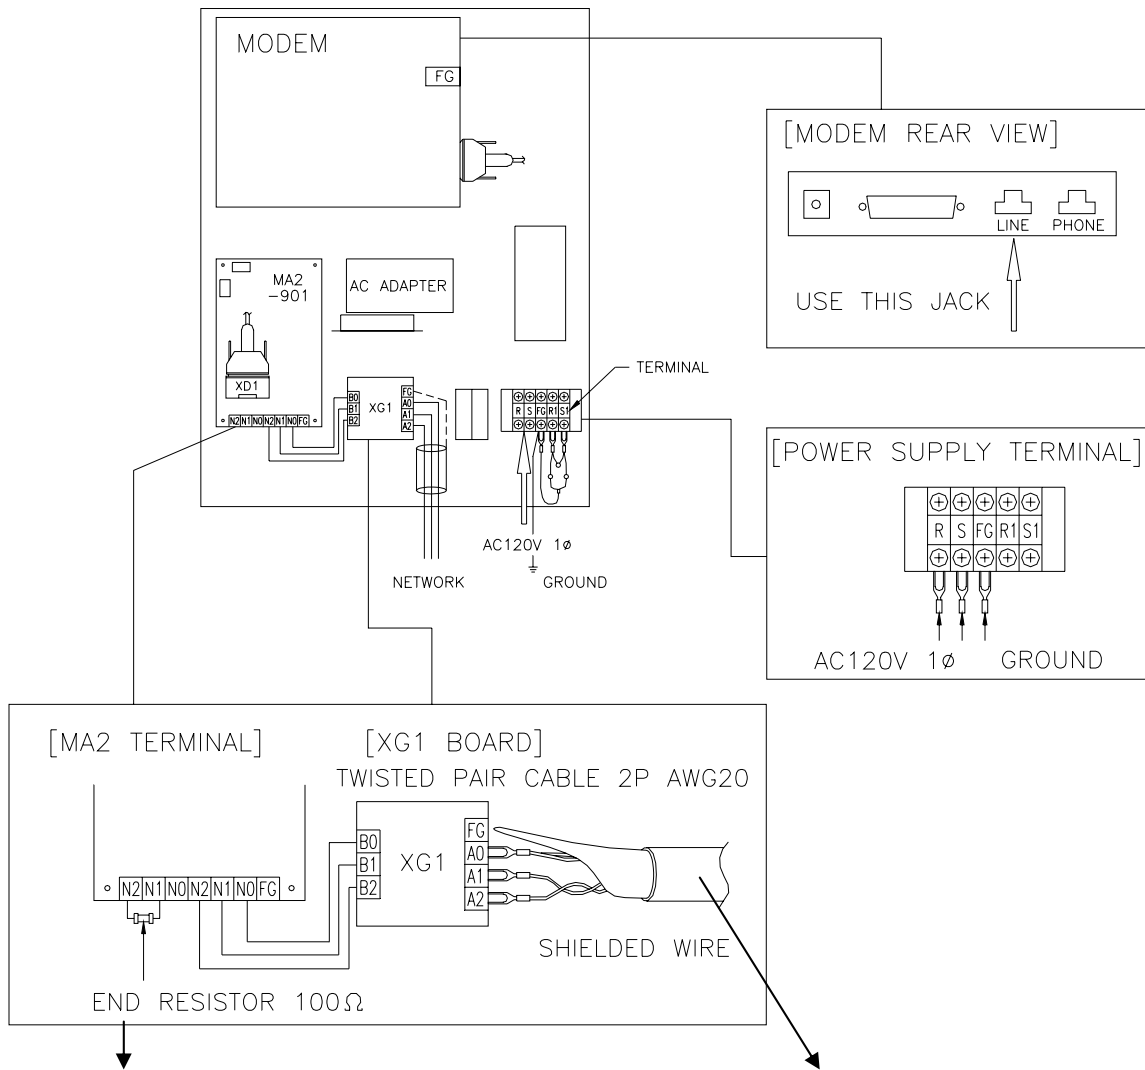 MODEM
FG
[MODEM REAR VIEW]
LINE PHONE
USE THIS JACK
MA2
-901
AC ADAPTER
XD1
N2 N1 N0 N2 N1 N0 FG
B0
B1
B2
XG1
FG
A0
A1
A2
TERMINAL
R S FG R1 S1
AC120V 1ø
GROUND
NETWORK
[POWER SUPPLY TERMINAL]
R S FG R1 S1
AC120V 1ø GROUND
[MA2 TERMINAL]
[XG1 BOARD]
TWISTED PAIR CABLE 2P AWG20
N2 N1 N0 N2 N1 N0 FG
B0
B1
B2
XG1
FG
A0
A1
A2
SHIELDED WIRE
END RESISTOR 100Ω